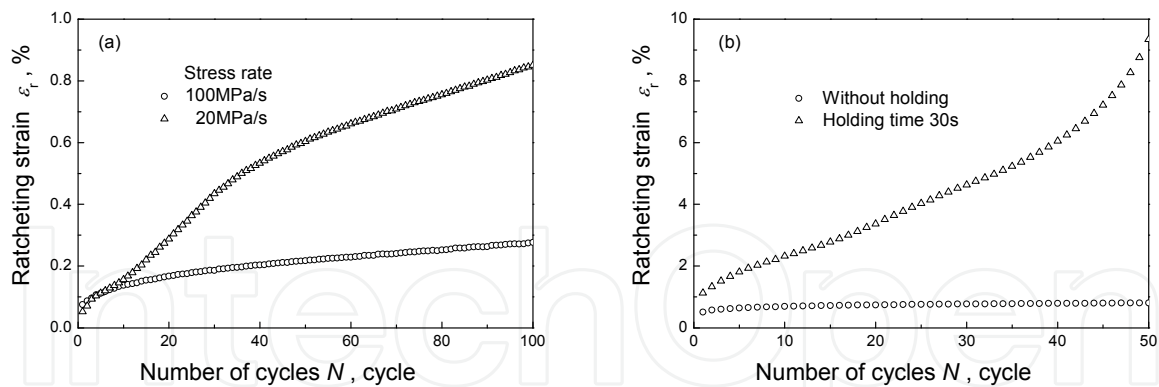 (a)
Stress rate
100MPa/s
20MPa/s
1.0
0.8
0.6
0.4
0.2
0.0
0
20
40
60
80
100
Ratcheting strain εr , %
Number of cycles N , cycle
(b)
Without holding
Holding time 30s
10
8
6
4
2
0
0
10
20
30
40
50
Ratcheting strain εr , %
Number of cycles N , cycle
IntechOpen